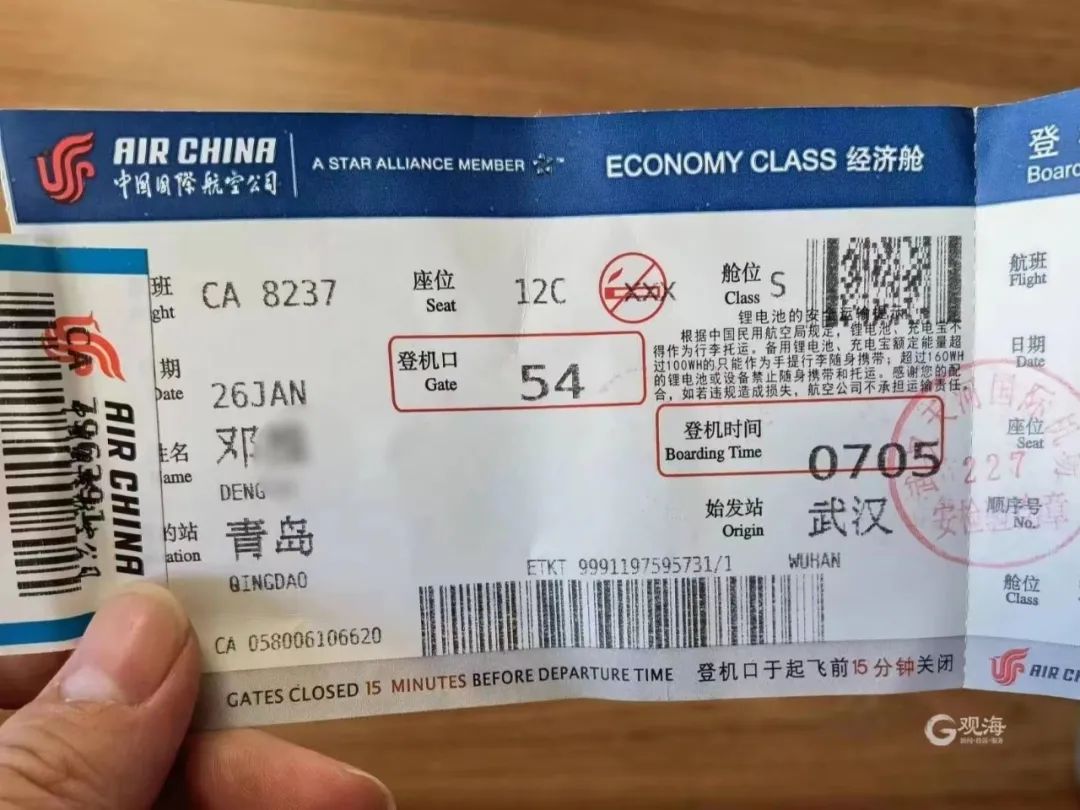 AIR CHINA
中国国際航空公司
A STAR ALLIANCE MEMBER
ECONOMY CLASS 经济舱
登
Board
班
ght
CA 8237
座位
Seat
12C
XXX
舱位
Class
S
航班
Flight
锂电池的安全运输提示
根据中国民用航空局规定，锂电池、充电宝不
得作为行李托运。备用锂电池、充电宝额定能量超
过100WH的只能作为手提行李随身携带；超过160WH
的锂电池或设备禁止随身携带和托运。感谢您的配
合，如若违规造成损失，航空公司不承担运输责任
期
Date
26JAN
登机口
Gate
54
日期
Date
登机时间
Boarding Time
0705
座位
Seat
姓名
ame
邓
DENG
227
安检
章
的站
ation
青岛
QINGDAO
始发站
Origin
武汉
WUHAN
顺序号
No.
ETKT 9991197595731/1
舱位
Class
CA 058006106620
GATES CLOSED 15 MINUTES BEFORE DEPARTURE TIME
登机口于起飞前15分钟关闭
AIR CH
AIR CHINA
CA
观海